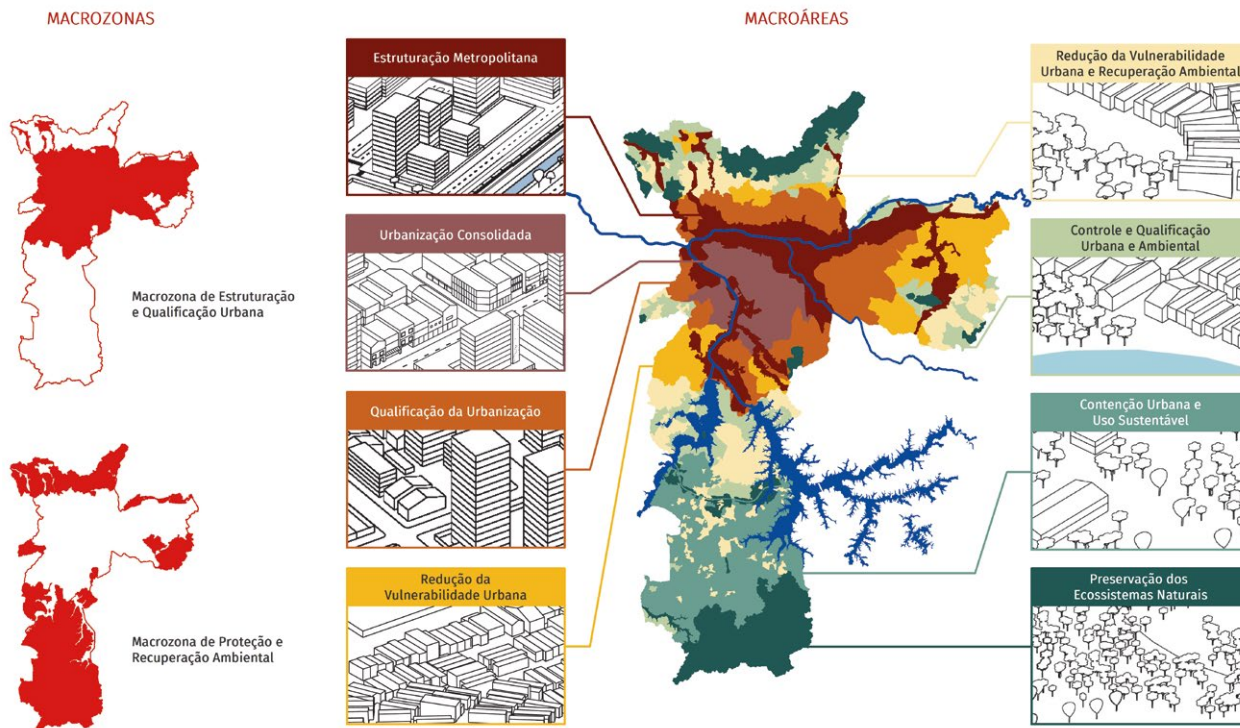 MACROZONAS
Macrozona de Estruturação
e Qualificação Urbana
Macrozona de Proteção e
Recuperação Ambiental
MACROÁREAS
Estruturação Metropolitana
Urbanização Consolidada
Qualificação da Urbanização
Redução da
Vulnerabilidade Urbana
Redução da Vulnerabilidade
Urbana e Recuperação Ambiental
Controle e Qualificação
Urbana e Ambiental
Contenção Urbana e
Uso Sustentável
Preservação dos
Ecossistemas Naturais